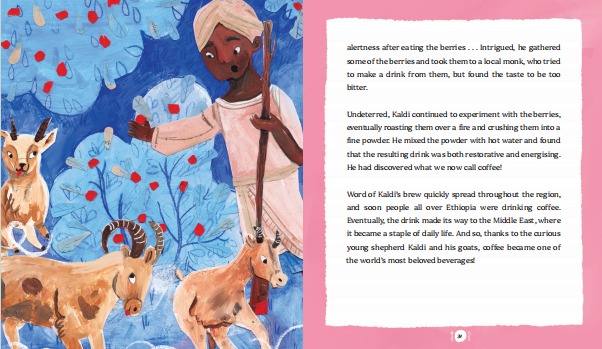 alertness after eating the berries . . . Intrigued, he gathered
some of the berries and took them to a local monk, who tried
to make a drink from them, but found the taste to be too
bitter.
Undeterred, Kaldi continued to experiment with the berries,
eventually roasting them over a fire and crushing them into a
fine powder. He mixed the powder with hot water and found
that the resulting drink was both restorative and energising.
He had discovered what we now call coffee!
Word of Kaldi's brew quickly spread throughout the region,
and soon people all over Ethiopia were drinking coffee.
Eventually, the drink made its way to the Middle East, where
it became a staple of daily life. And so, thanks to the curious
young shepherd Kaldi and his goats, coffee became one of
the world's most beloved beverages!